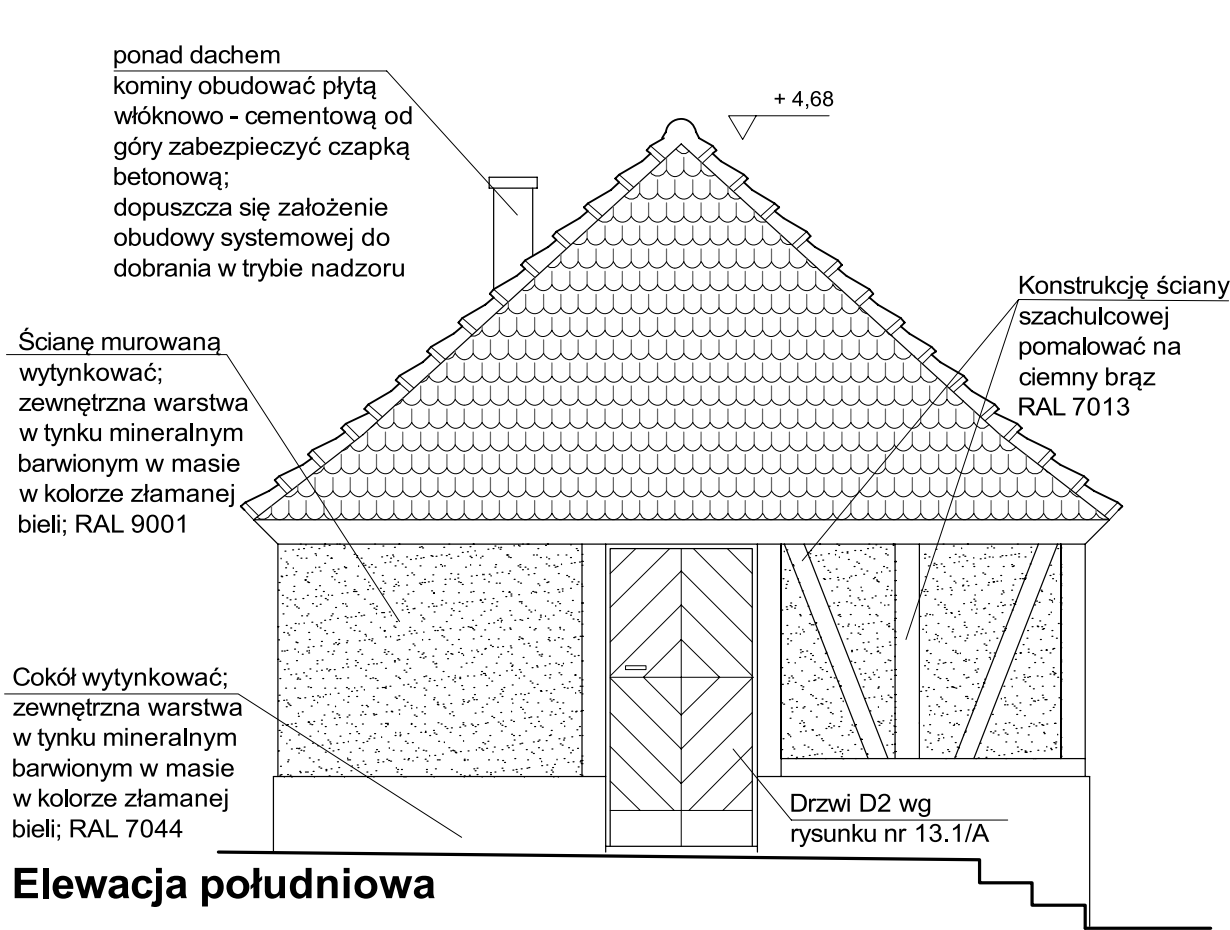 ponad dachem
kominy obudować płytą
włóknowo - cementową od
góry zabezpieczyć czapką
betonową;
dopuszcza się założenie
obudowy systemowej do
dobrania w trybie nadzoru
+ 4,68
Konstrukcję ściany
szachulcowej
pomalować na
ciemny brąz
RAL 7013
Ścianę murowaną
wytynkować;
zewnętrzna warstwa
w tynku mineralnym
barwionym w masie
w kolorze złamanej
bieli; RAL 9001
Cokół wytynkować;
zewnętrzna warstwa
w tynku mineralnym
barwionym w masie
w kolorze złamanej
bieli; RAL 7044
Drzwi D2 wg
rysunku nr 13.1/A
Elewacja południowa